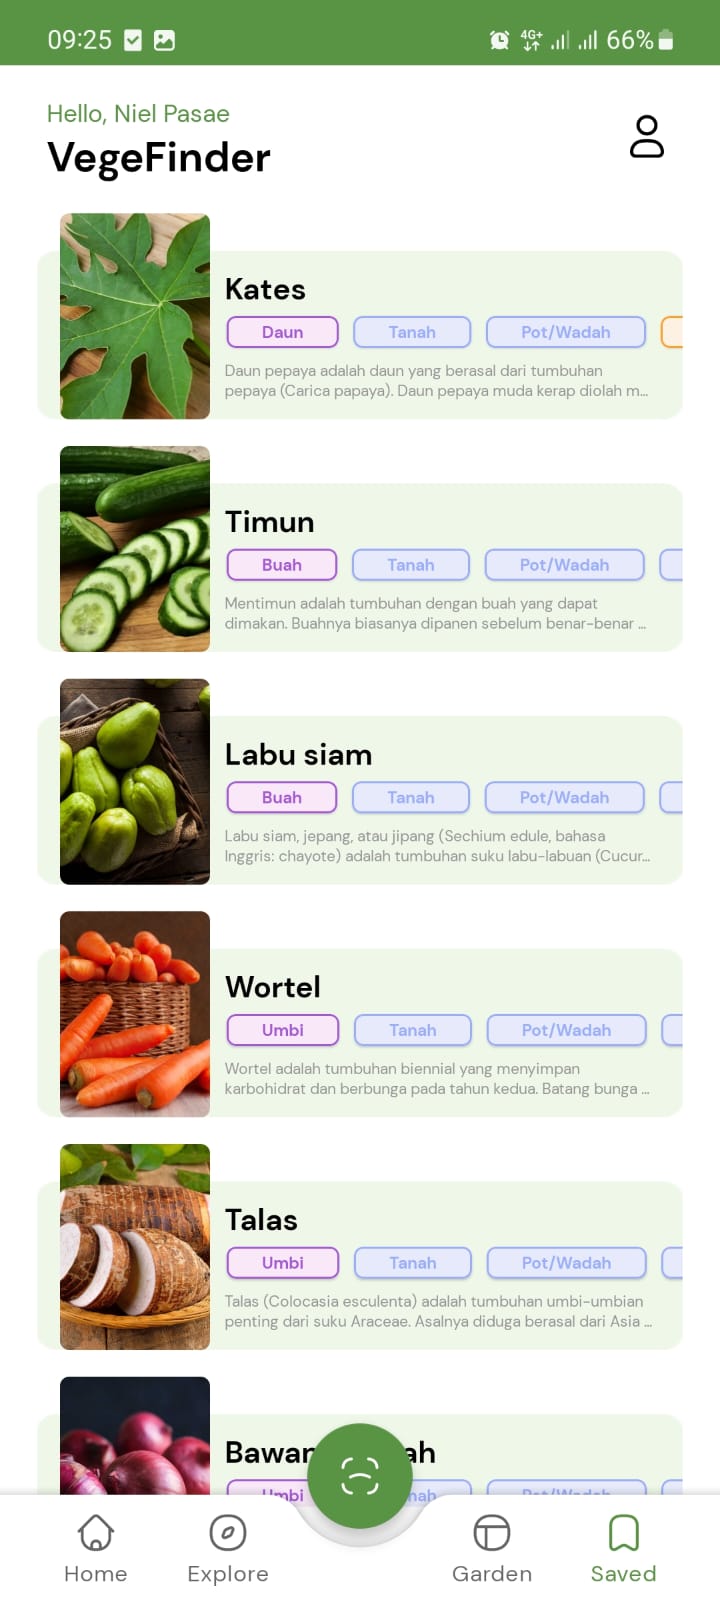 09:25 4G+ 66%
Hello, Niel Pasae
VegeFinder
Kates
Daun Tanah Pot/Wadah
Daun pepaya adalah daun yang berasal dari tumbuhan
pepaya (Carica papaya). Daun pepaya muda kerap diolah m...
Timun
Buah Tanah Pot/Wadah
Mentimun adalah tumbuhan dengan buah yang dapat
dimakan. Buahnya biasanya dipanen sebelum benar-benar ...
Labu siam
Buah Tanah Pot/Wadah
Labu siam, jepang, atau jipang (Sechium edule, bahasa
Inggris: chayote) adalah tumbuhan suku labu-labuan (Cucur...
Wortel
Umbi Tanah Pot/Wadah
Wortel adalah tumbuhan biennial yang menyimpan
karbohidrat dan berbunga pada tahun kedua. Batang bunga ...
Talas
Umbi Tanah Pot/Wadah
Talas (Colocasia esculenta) adalah tumbuhan umbi-umbian
penting dari suku Araceae. Asalnya diduga berasal dari Asia ...
Bawan ah
Umbi nah Pot/Wadah
Home Explore Garden Saved